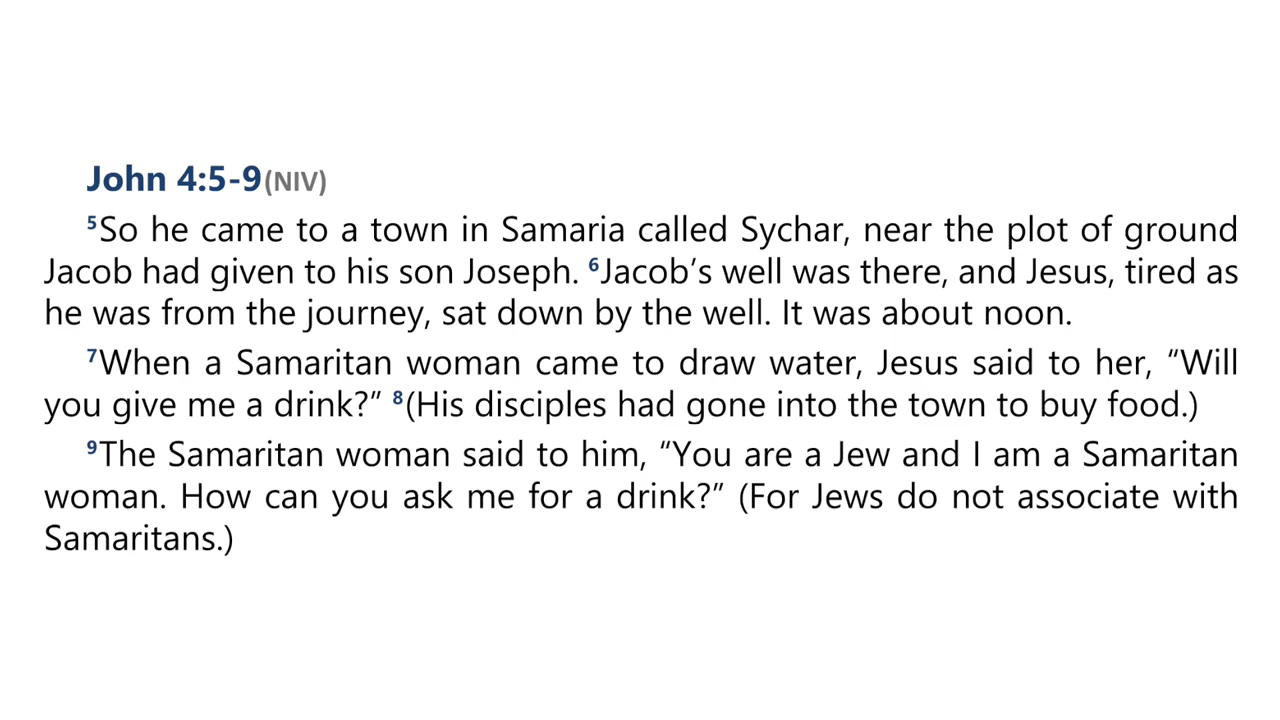 John 4:5-9(NIV)
5So he came to a town in Samaria called Sychar, near the plot of ground
Jacob had given to his son Joseph. 6Jacob’s well was there, and Jesus, tired as
he was from the journey, sat down by the well. It was about noon.
7When a Samaritan woman came to draw water, Jesus said to her, “Will
you give me a drink?” 8(His disciples had gone into the town to buy food.)
9The Samaritan woman said to him, “You are a Jew and I am a Samaritan
woman. How can you ask me for a drink?” (For Jews do not associate with
Samaritans.)